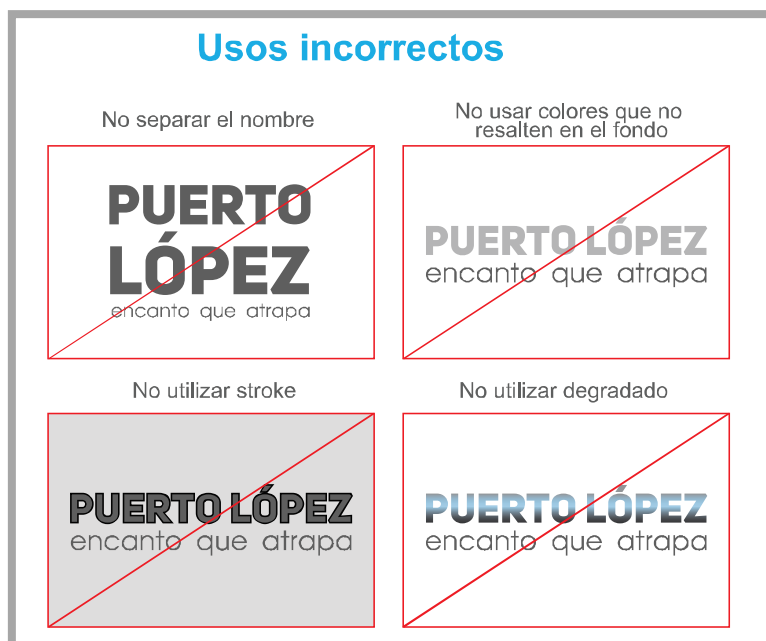 Usos incorrectos
No separar el nombre
PUERTO
LÓPEZ
encanto que atrapa
No usar colores que no
resalten en el fondo
PUERTO LÓPEZ
encanto que atrapa
No utilizar stroke
PUERTO LÓPEZ
encanto que atrapa
No utilizar degradado
PUERTO LÓPEZ
encanto que atrapa